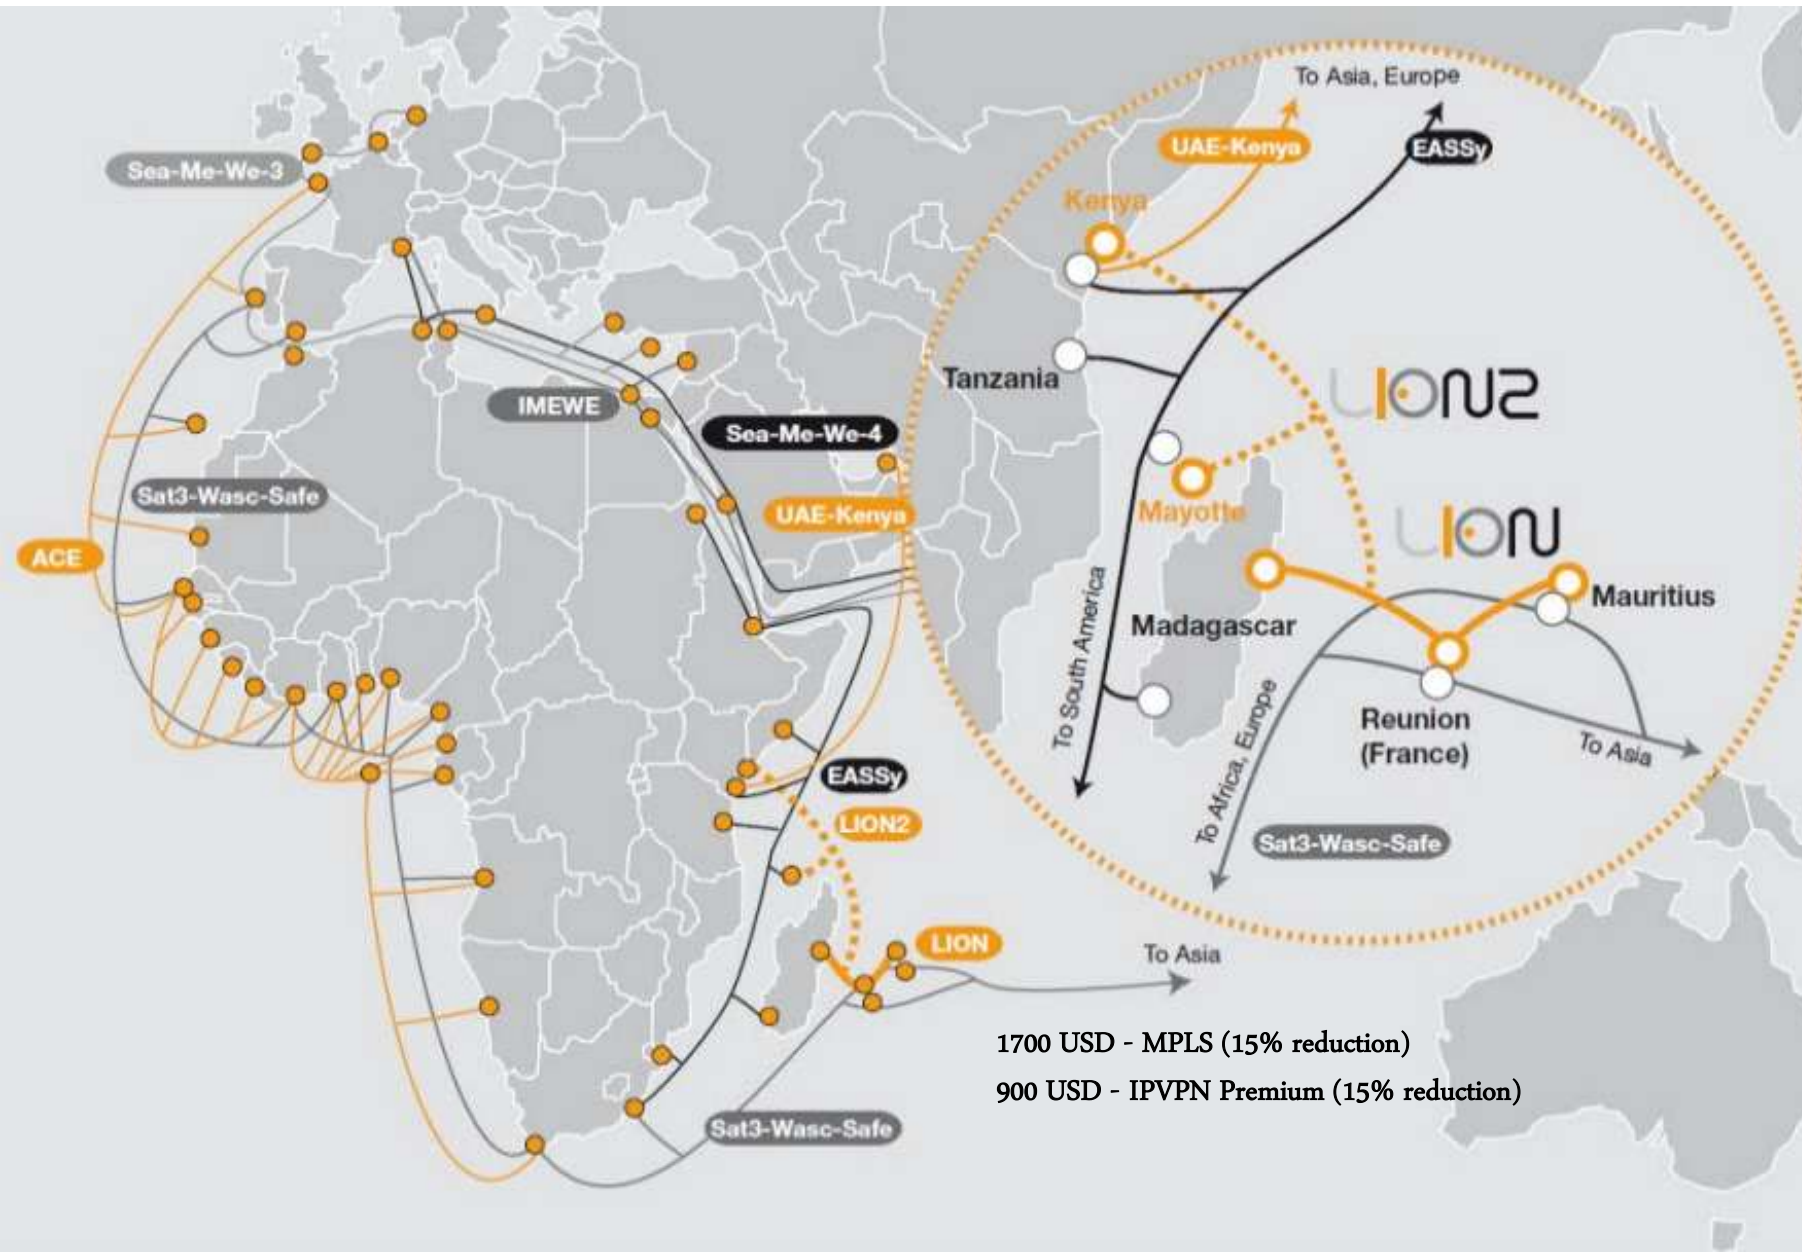 To Asia, Europe
UAE-Kenya
EASSy
Sea-Me-We-3
Kenya
Tanzania
LION2
IMEWE
Sea-Me-We-4
Sat3-Wasc-Safe
Mayotte
UAE-Kenya
LION
ACE
Mauritius
To South America
Madagascar
Reunion
(France)
To Africa, Europe
To Asia
EASSy
LION2
Sat3-Wasc-Safe
LION
To Asia
1700 USD - MPLS (15% reduction)
900 USD - IPVPN Premium (15% reduction)
Sat3-Wasc-Safe